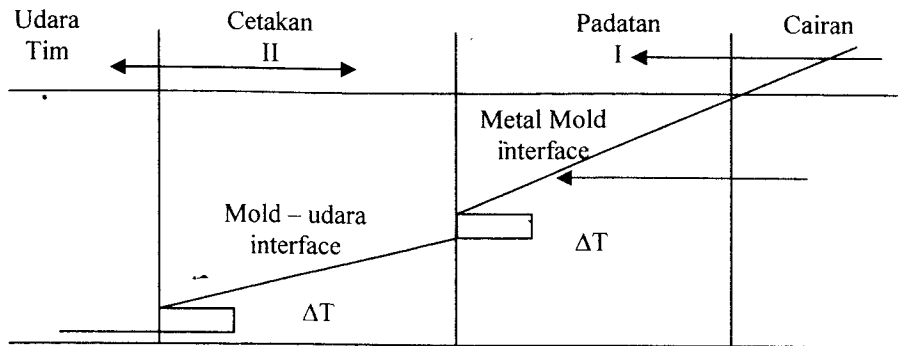 Udara
Tim
Cetakan
II
Padatan
I
Cairan
Metal Mold
interface
Mold – udara
interface
ΔT
ΔT